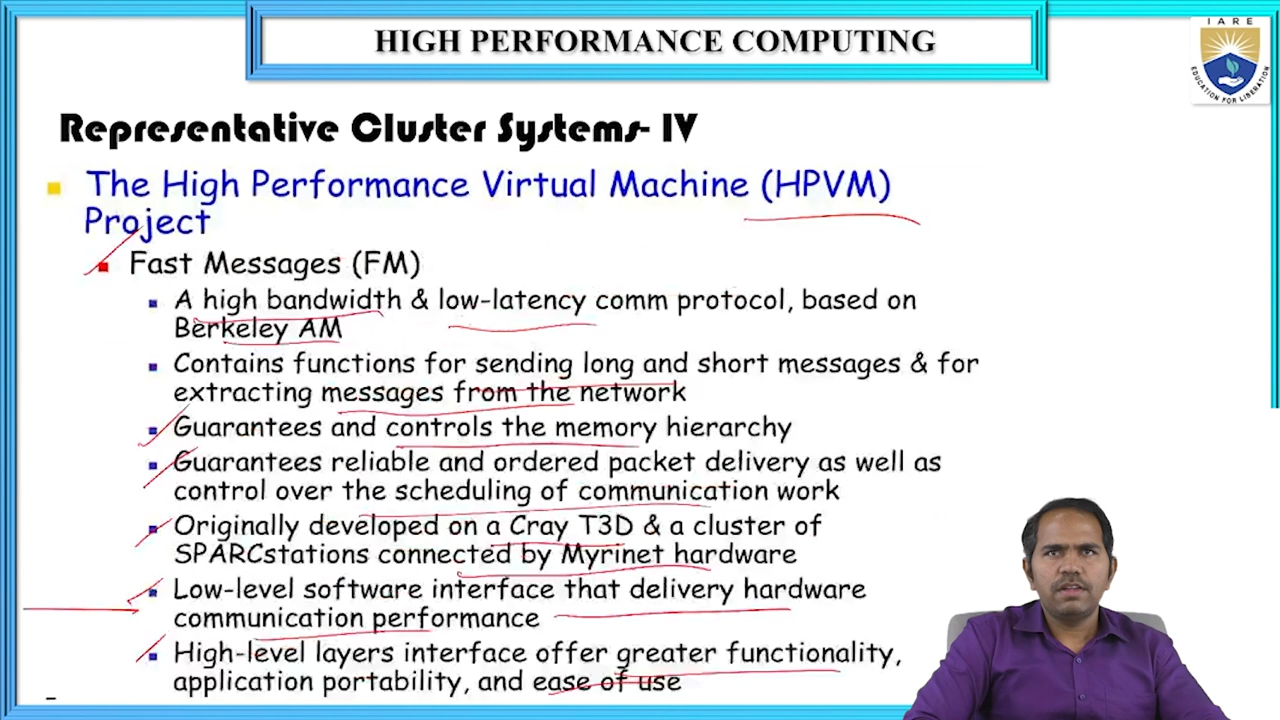 HIGH PERFORMANCE COMPUTING
IARE
EDUCATION FOR LIBERATION
Representative Cluster Systems- IV
The High Performance Virtual Machine (HPVM)
Project
Fast Messages (FM)
A high bandwidth & low-latency comm protocol, based on
Berkeley AM
Contains functions for sending long and short messages & for
extracting messages from the network
Guarantees and controls the memory hierarchy
Guarantees reliable and ordered packet delivery as well as
control over the scheduling of communication work
Originally developed on a Cray T3D & a cluster of
SPARCstations connected by Myrinet hardware
Low-level software interface that delivery hardware
communication performance
High-level layers interface offer greater functionality,
application portability, and ease of use